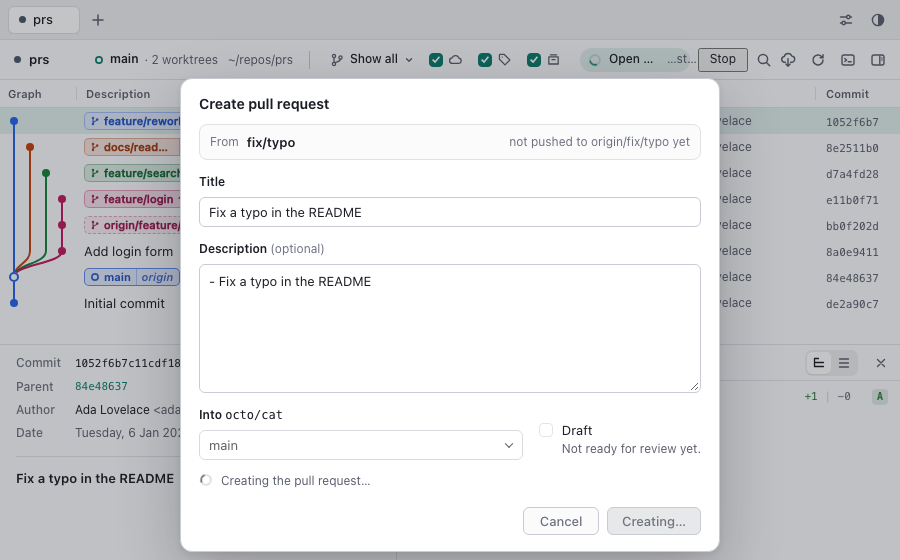 prs
prs
main · 2 worktrees ~/repos/prs
Show all
Open ...
...st...
Stop
Graph
Description
Commit
feature/rewor
elace
1052f6b7
docs/read...
elace
8e2511b0
feature/search
elace
d7a4fd28
feature/login
elace
e11b0f71
origin/feature/
elace
bb0f202d
Add login form
elace
8a0e9411
main origin
elace
84e48637
Initial commit
elace
de2a90c7
Create pull request
From fix/typo
not pushed to origin/fix/typo yet
Title
Fix a typo in the README
Description (optional)
- Fix a typo in the README
Into octo/cat
main
Draft
Not ready for review yet.
Creating the pull request...
Cancel
Creating...
Commit 1052f6b7c11cdf18
Parent 84e48637
Author Ada Lovelace <ada
Date Tuesday, 6 Jan 202
Fix a typo in the README
+1 | −0 A